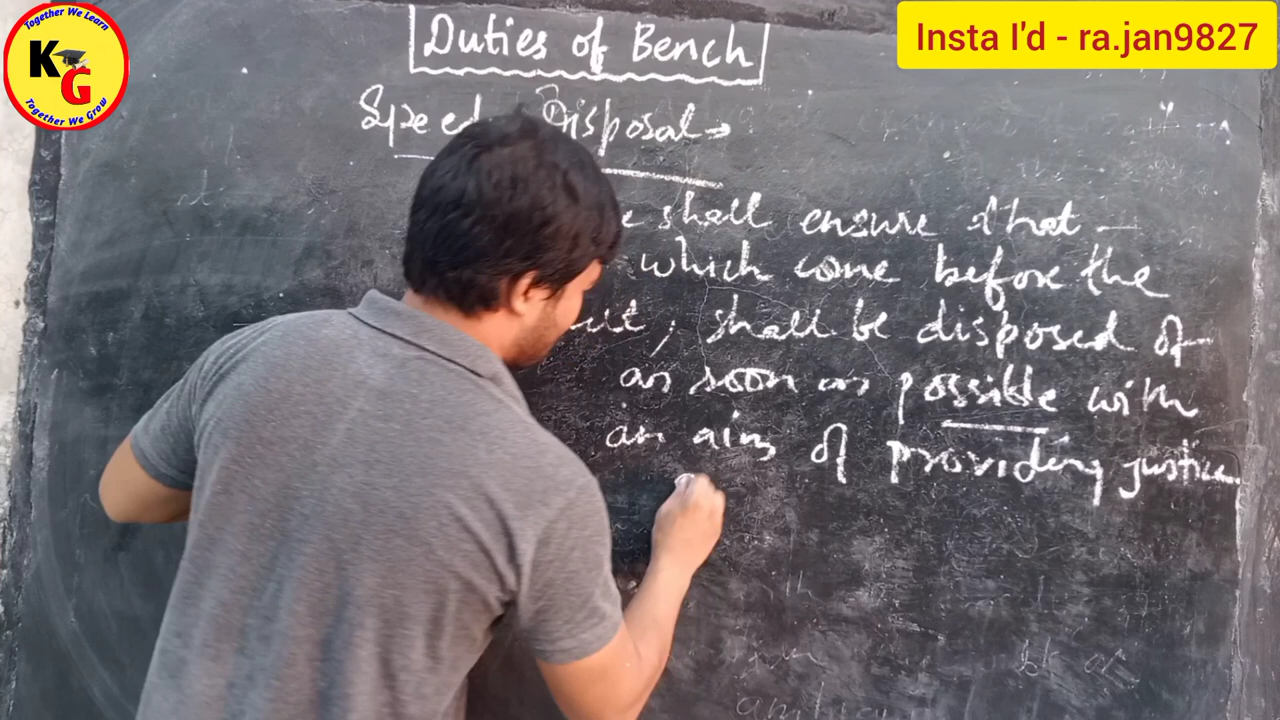 Together We Learn
KG
Together We Grow
Insta I'd - ra.jan9827
Duties of Bench
Disposal →
shall ensure that -
which come before the
, shall be disposed of
as soon as possible with
an aim of providing justice.